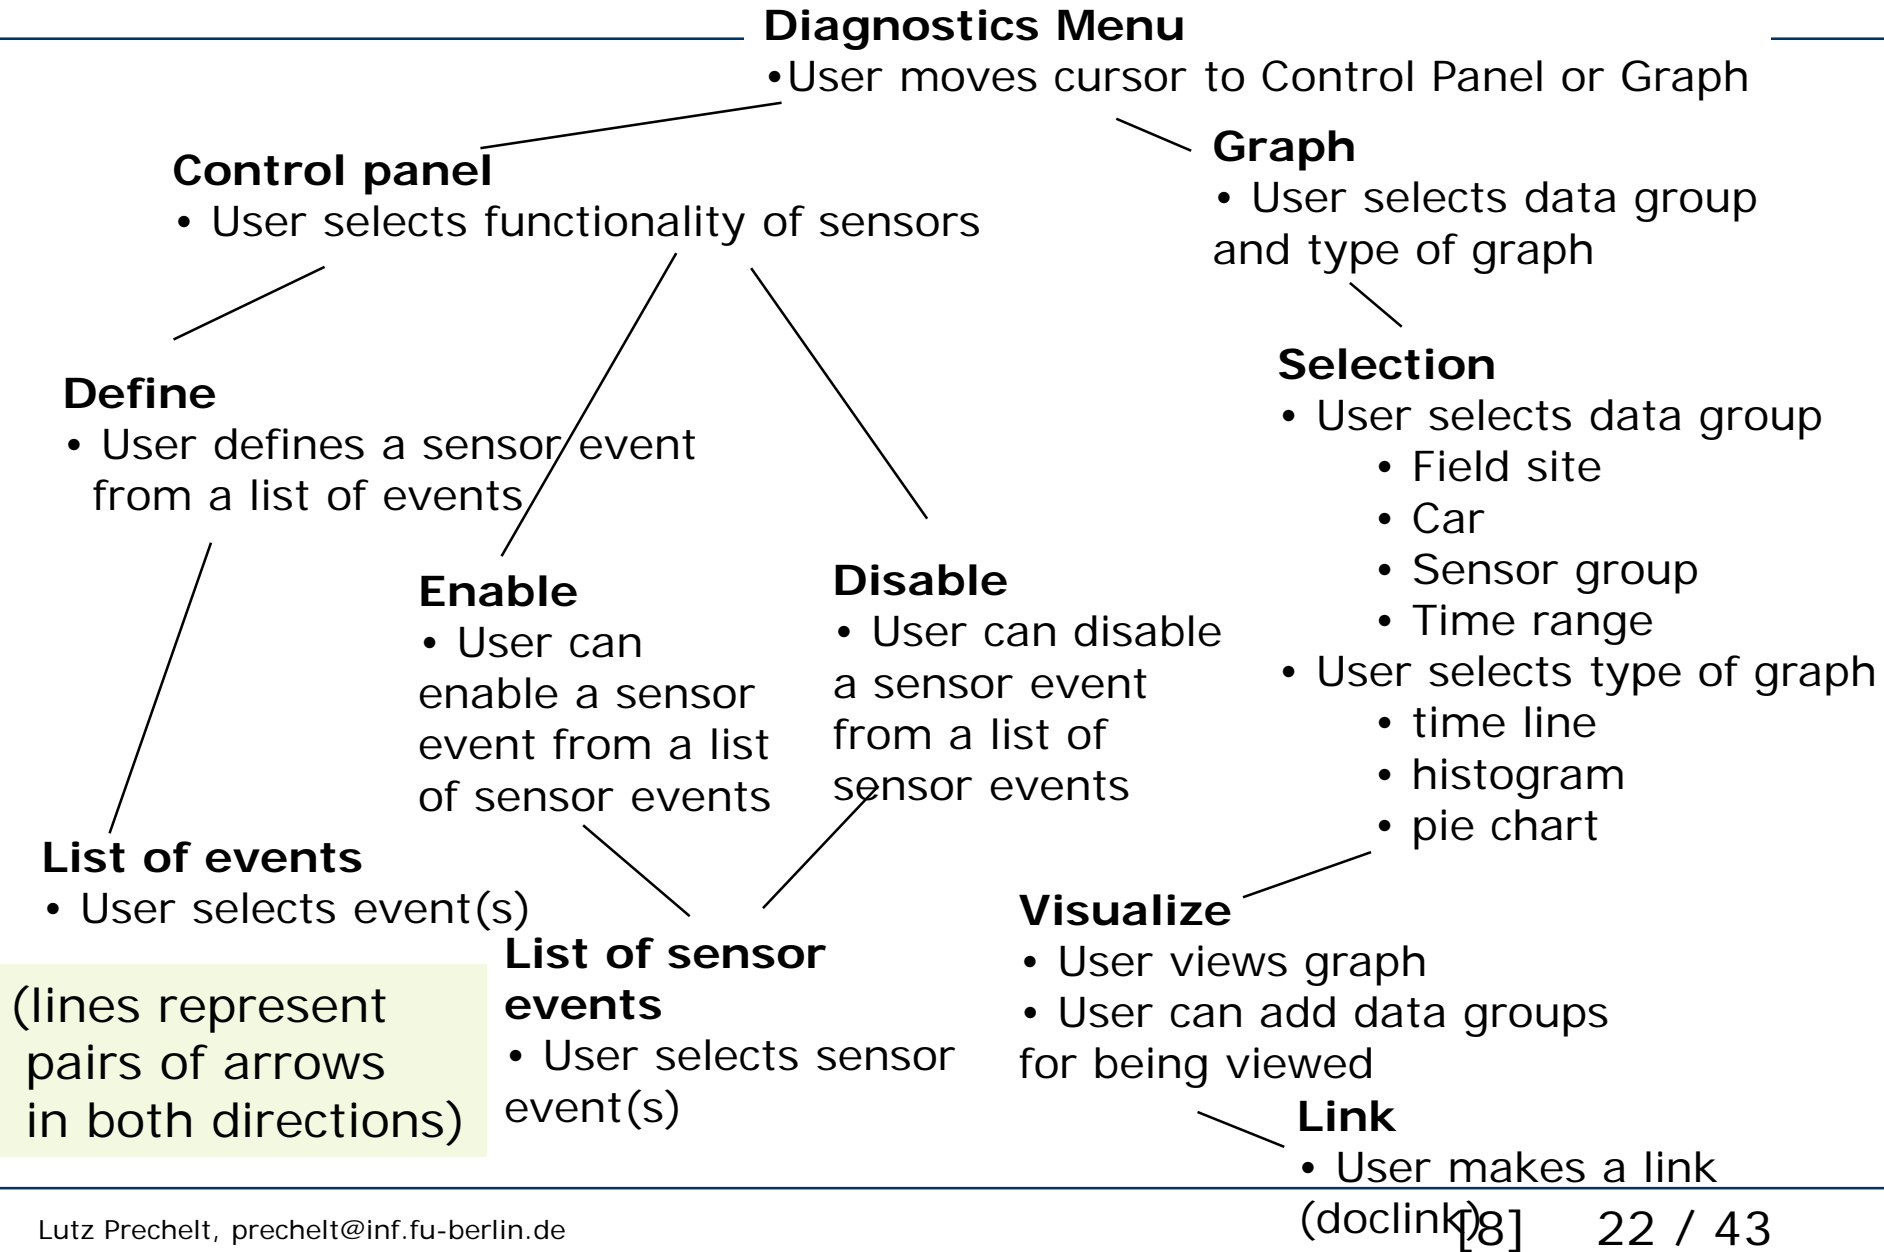 Diagnostics Menu
•User moves cursor to Control Panel or Graph
Control panel
• User selects functionality of sensors
Graph
• User selects data group
and type of graph
Define
• User defines a sensor event
from a list of events
Enable
• User can
enable a sensor
event from a list
of sensor events
Disable
• User can disable
a sensor event
from a list of
sensor events
Selection
• User selects data group
• Field site
• Car
• Sensor group
• Time range
• User selects type of graph
• time line
• histogram
• pie chart
List of events
• User selects event(s)
List of sensor
events
• User selects sensor
event(s)
Visualize
• User views graph
• User can add data groups
for being viewed
Link
• User makes a link
(doclink)
(lines represent
pairs of arrows
in both directions)
Lutz Prechelt, prechelt@inf.fu-berlin.de
[8] 22 / 43